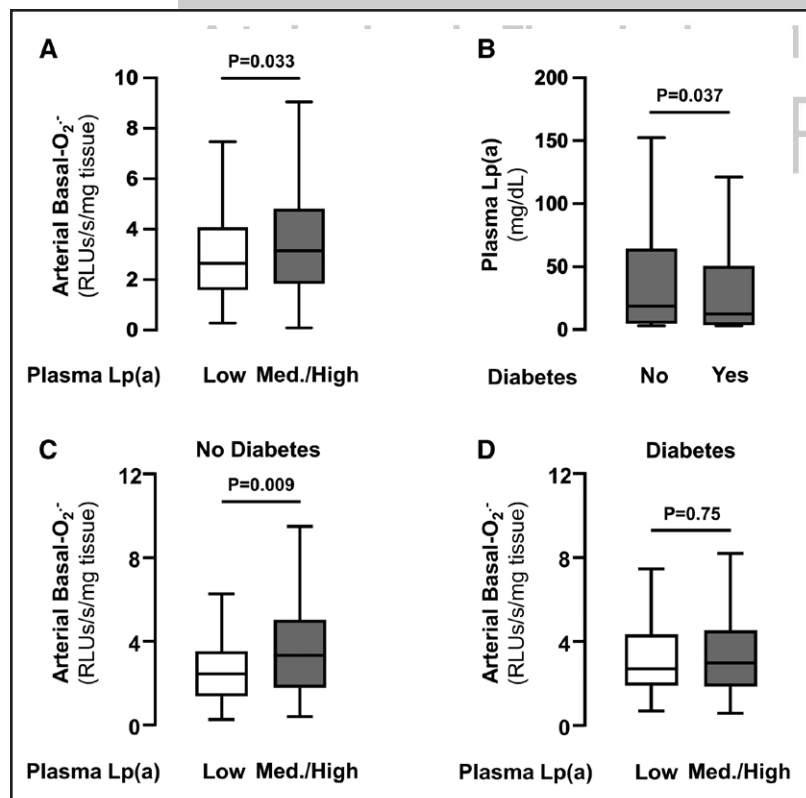 A
P=0.033
Arterial Basal-O₂·⁻
(RLUs/s/mg tissue)
10
8
6
4
2
0
Plasma Lp(a) Low Med./High
B
P=0.037
Plasma Lp(a)
(mg/dL)
200
150
100
50
0
Diabetes No Yes
C
No Diabetes
P=0.009
Arterial Basal-O₂·⁻
(RLUs/s/mg tissue)
12
8
4
0
Plasma Lp(a) Low Med./High
D
Diabetes
P=0.75
Arterial Basal-O₂·⁻
(RLUs/s/mg tissue)
12
8
4
0
Plasma Lp(a) Low Med./High